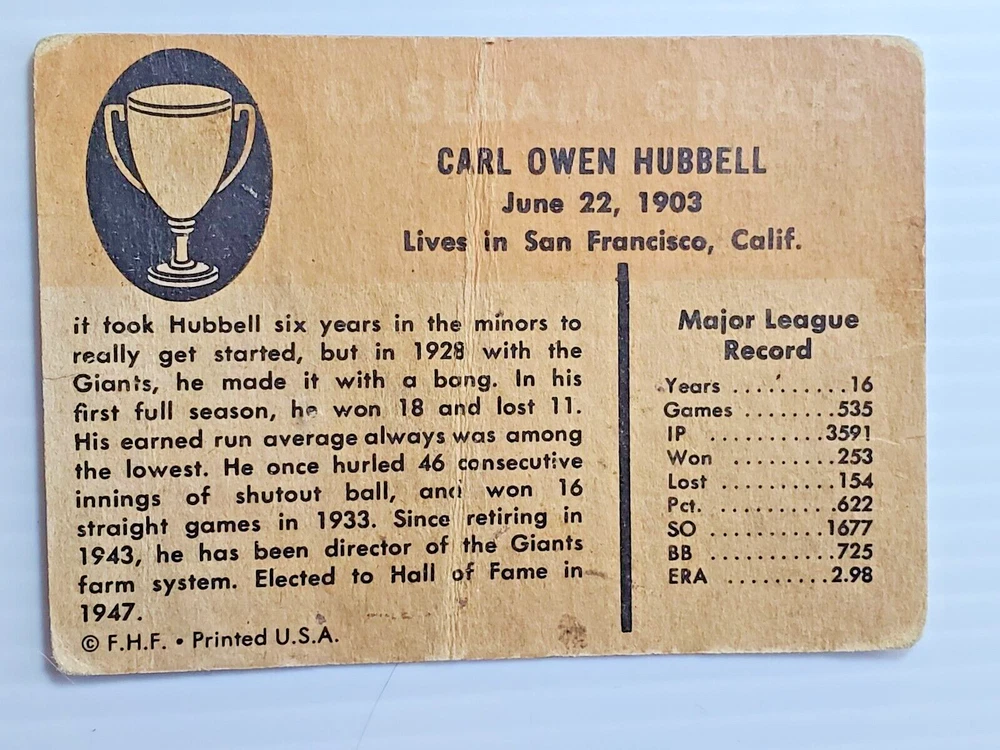 BASEBALL GREATS
CARL OWEN HUBBELL
June 22, 1903
Lives in San Francisco, Calif.
it took Hubbell six years in the minors to
really get started, but in 1928 with the
Giants, he made it with a bang. In his
first full season, he won 18 and lost 11.
His earned run average always was among
the lowest. He once hurled 46 consecutive
innings of shutout ball, and won 16
straight games in 1933. Since retiring in
1943, he has been director of the Giants
farm system. Elected to Hall of Fame in
1947.
© F.H.F. • Printed U.S.A.
Major League
Record
Years ..........16
Games ........535
IP ..........3591
Won .........253
Lost ..........154
Pct. ...........622
SO ..........1677
BB ...........725
ERA .........2.98